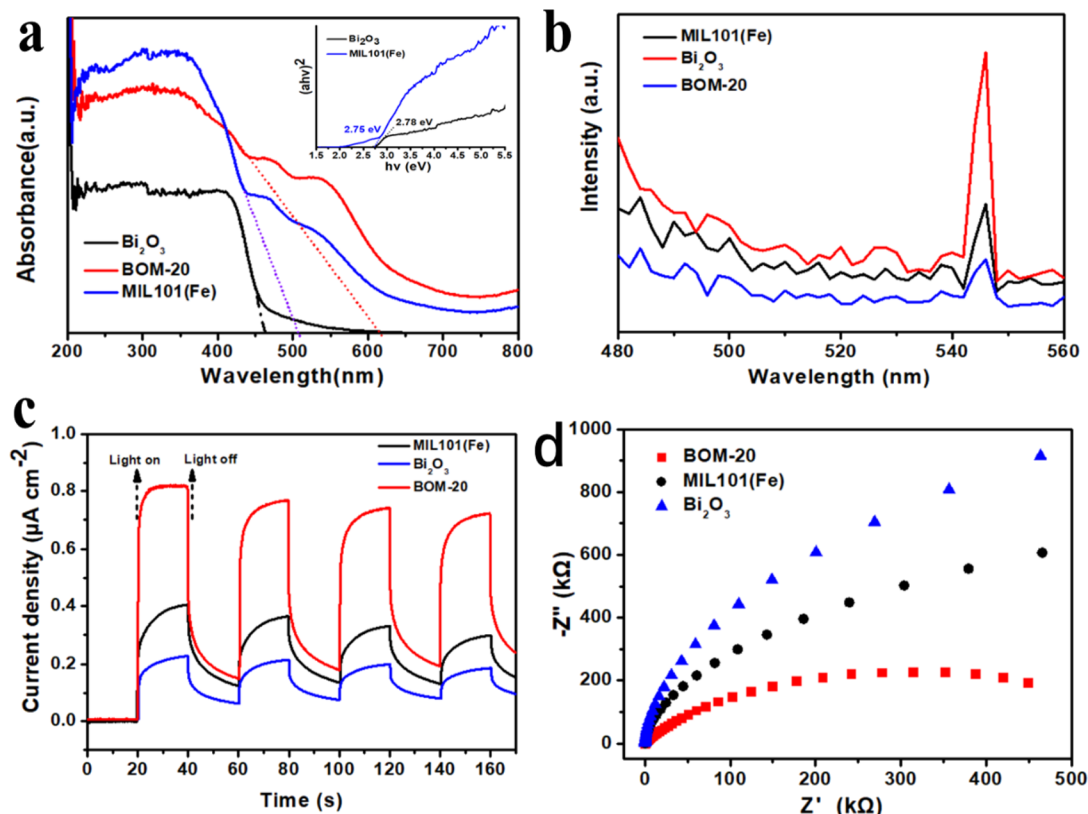 a
Absorbance(a.u.)
Bi₂O₃
BOM-20
MIL101(Fe)
200 300 400 500 600 700 800
Wavelength(nm)
(ahv)²
Bi₂O₃
MIL101(Fe)
2.75 eV
2.78 eV
1.5 2.0 2.5 3.0 3.5 4.0 4.5 5.0 5.5
hv (eV)
b
Intensity (a.u.)
MIL101(Fe)
Bi₂O₃
BOM-20
480 500 520 540 560
Wavelength (nm)
c
Current density (μA cm⁻²)
1.0
0.8
0.6
0.4
0.2
0.0
Light on
Light off
MIL101(Fe)
Bi₂O₃
BOM-20
0 20 40 60 80 100 120 140 160
Time (s)
d
-Z'' (kΩ)
1000
800
600
400
200
0
BOM-20
MIL101(Fe)
Bi₂O₃
0 100 200 300 400 500
Z' (kΩ)